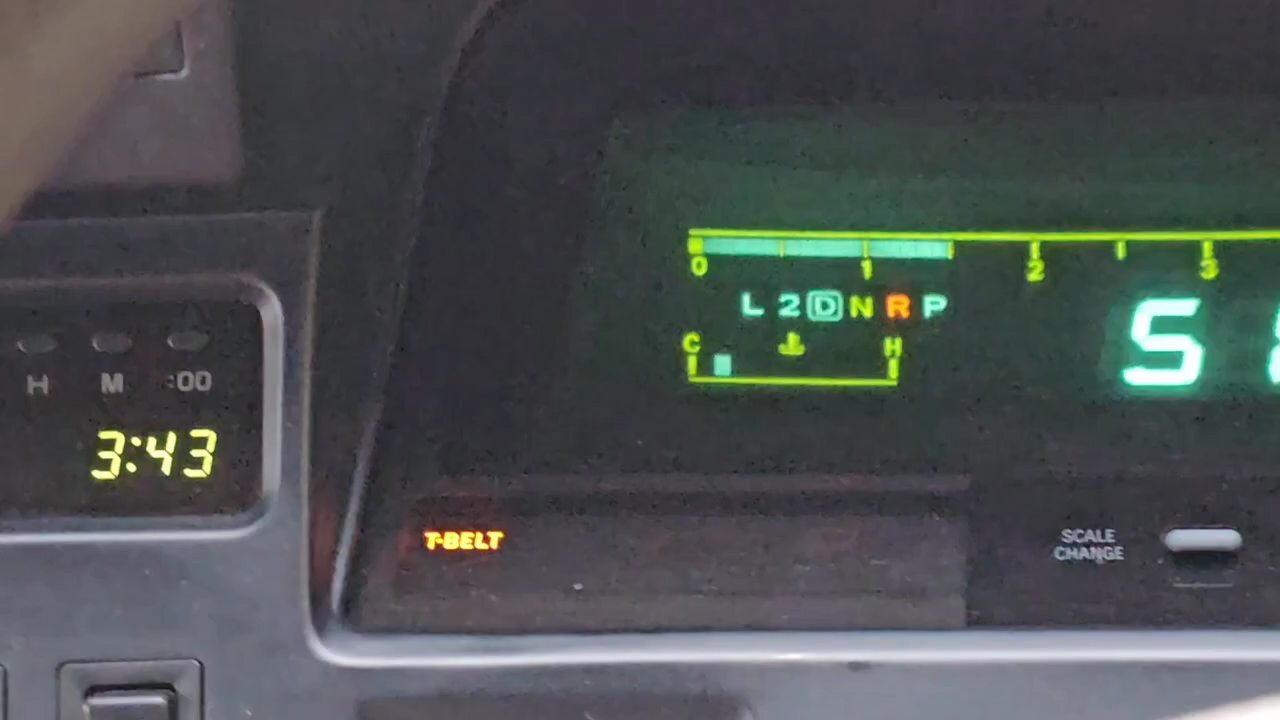 0 1 2 3
L 2 D N R P
C H
5
H M :00
3:43
T-BELT
SCALE
CHANGE